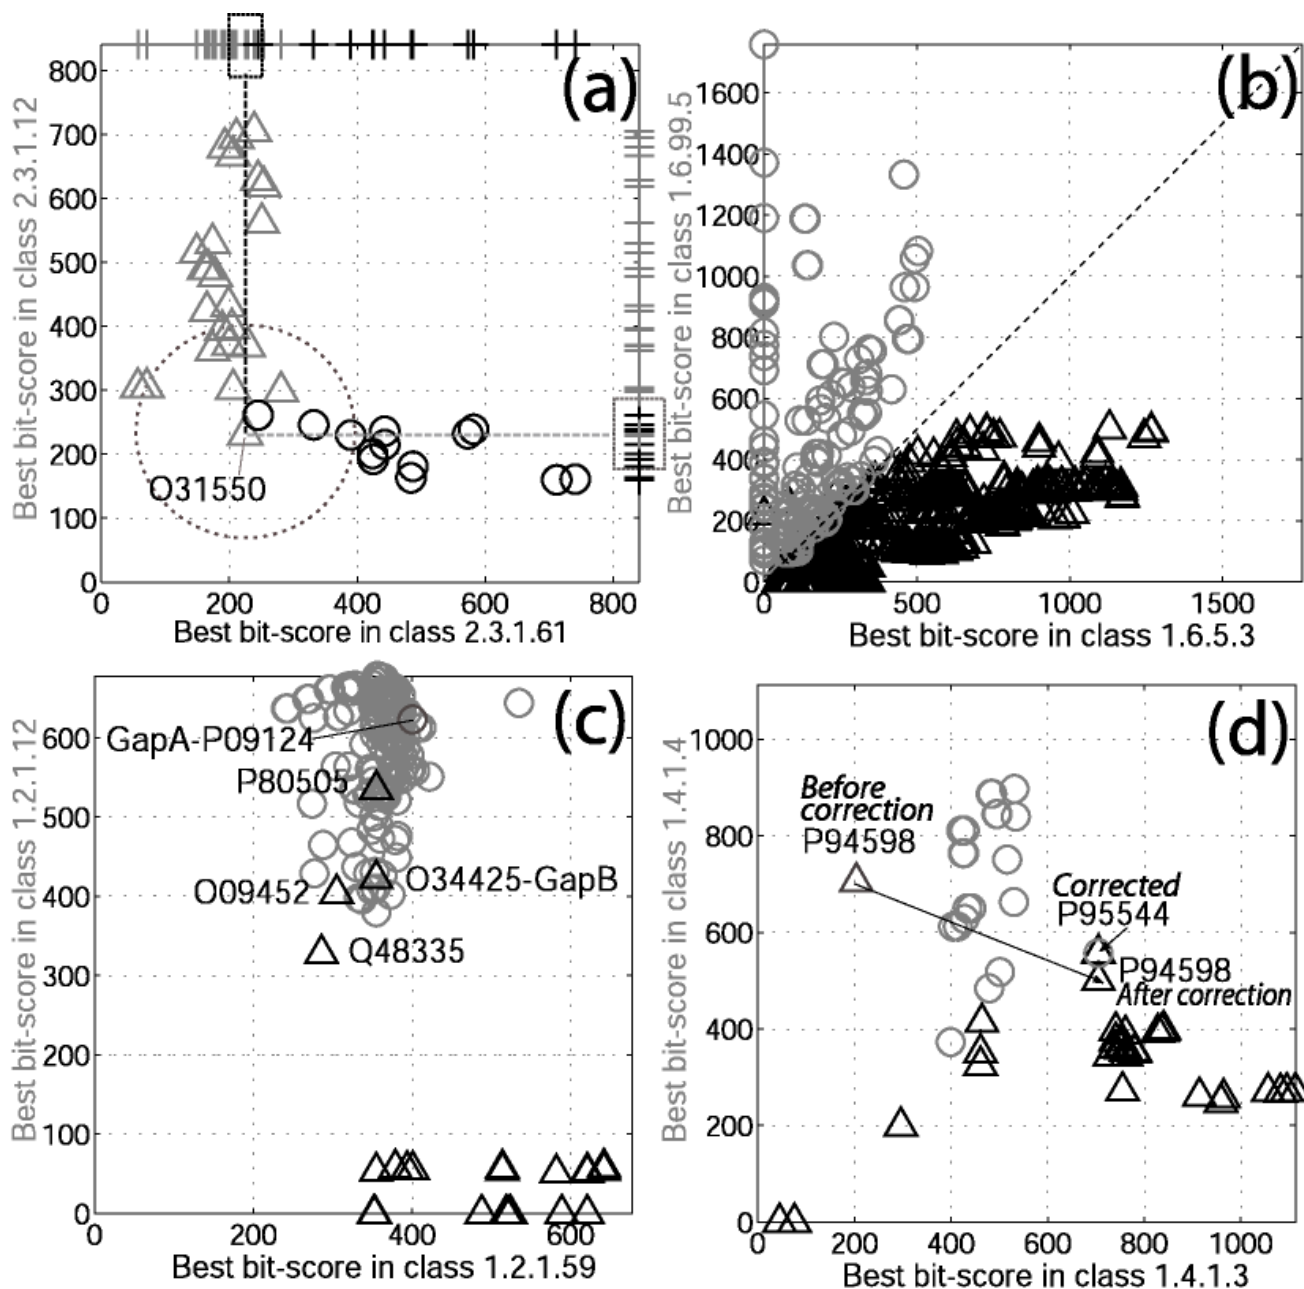 (a)
Best bit-score in class 2.3.1.12
800
700
600
500
400
300
200
100
0
O31550
0 200 400 600 800
Best bit-score in class 2.3.1.61
(b)
Best bit-score in class 1.6.99.5
1600
1400
1200
1000
800
600
400
200
0
0 500 1000 1500
Best bit-score in class 1.6.5.3
(c)
Best bit-score in class 1.2.1.12
600
500
400
300
200
100
0
GapA-P09124
P80505
O09452
O34425-GapB
Q48335
0 200 400 600
Best bit-score in class 1.2.1.59
(d)
Best bit-score in class 1.4.1.4
1000
800
600
400
200
0
Before
correction
P94598
Corrected
P95544
P94598
After correction
0 200 400 600 800 1000
Best bit-score in class 1.4.1.3